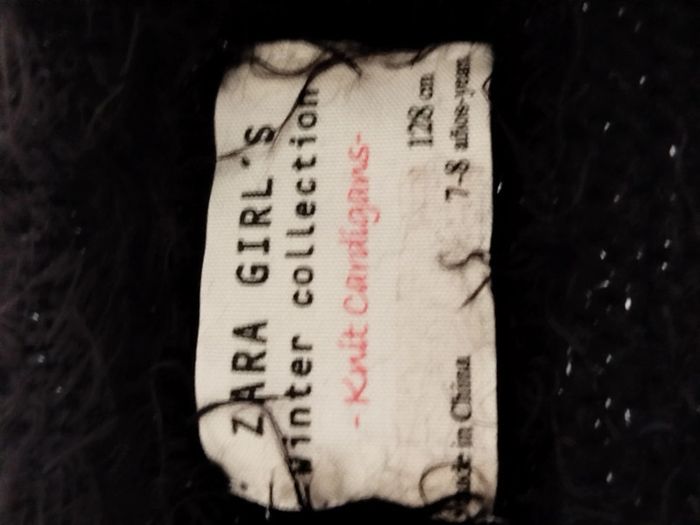 ZARA GIRL'S
winter collection
-Knit Cardigans-
128 cm
Made in China 7-8 años-years